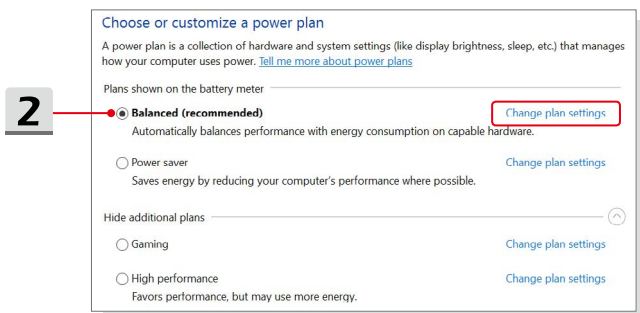 Choose or customize a power plan
A power plan is a collection of hardware and system settings (like display brightness, sleep, etc.) that manages
how your computer uses power. Tell me more about power plans
Plans shown on the battery meter
2
Balanced (recommended) Change plan settings
Automatically balances performance with energy consumption on capable hardware.
Power saver Change plan settings
Saves energy by reducing your computer's performance where possible.
Hide additional plans
Gaming Change plan settings
High performance Change plan settings
Favors performance, but may use more energy.